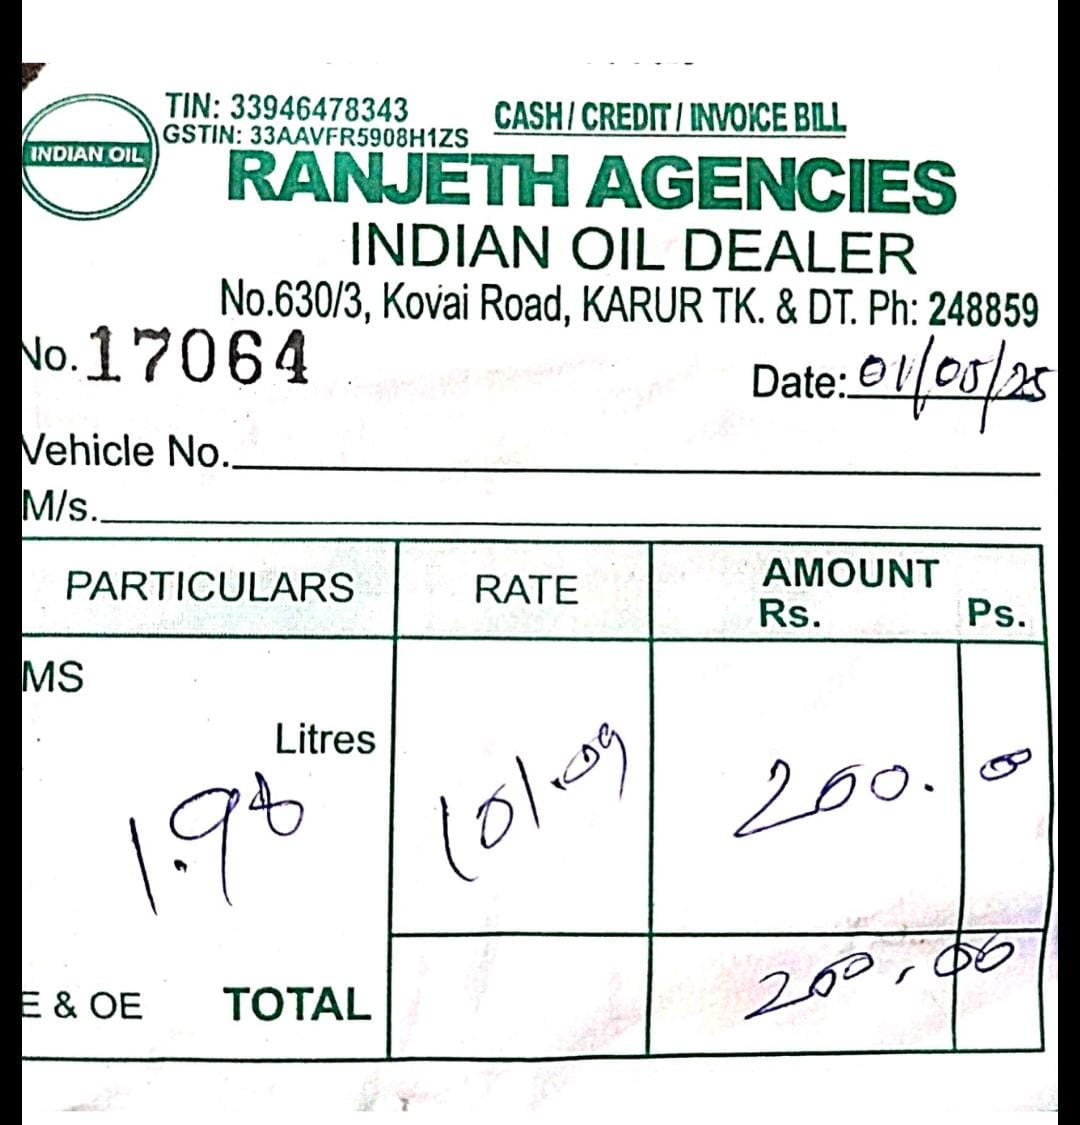 TIN: 33946478343
CASH / CREDIT / INVOICE BILL
GSTIN: 33AAVFR5908H1ZS
INDIAN OIL
RANJETH AGENCIES
INDIAN OIL DEALER
No.630/3, Kovai Road, KARUR TK. & DT. Ph: 248859
No. 17064
Date: 01/05/25
Vehicle No.
M/s.
PARTICULARS RATE AMOUNT
Rs. Ps.
MS
Litres
1.98 101.09 200. 00
E & OE TOTAL 200.00